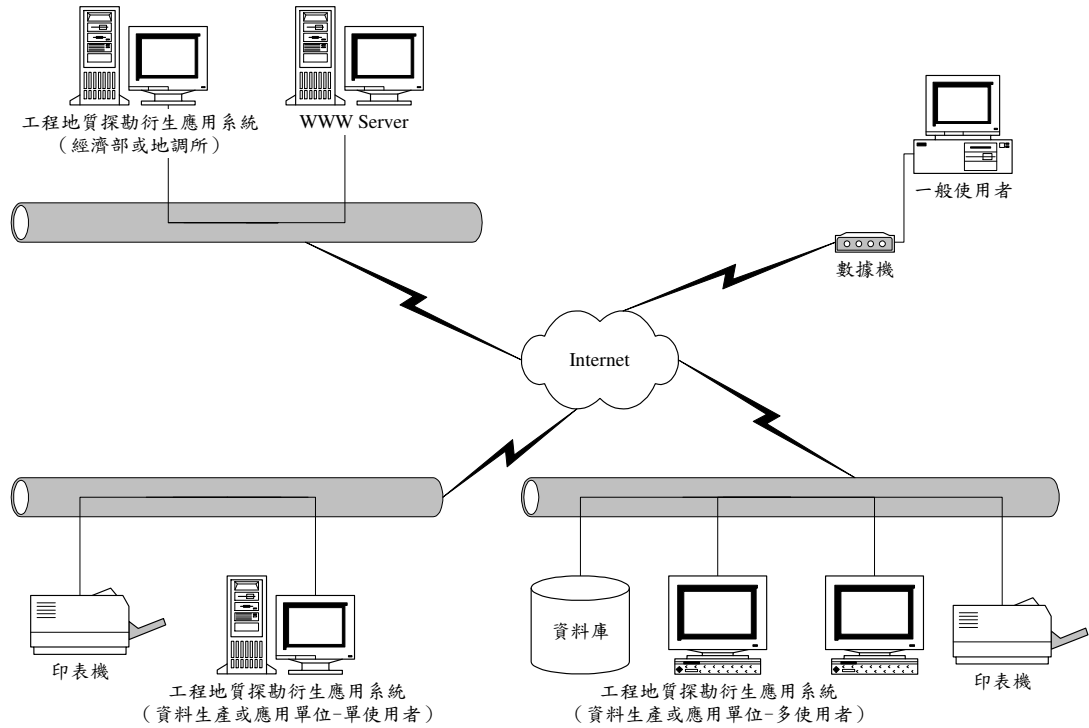 工程地質探勘衍生應用系統
（經濟部或地調所）
WWW Server
一般使用者
數據機
Internet
印表機
工程地質探勘衍生應用系統
（資料生產或應用單位-單使用者）
資料庫
工程地質探勘衍生應用系統
（資料生產或應用單位-多使用者）
印表機